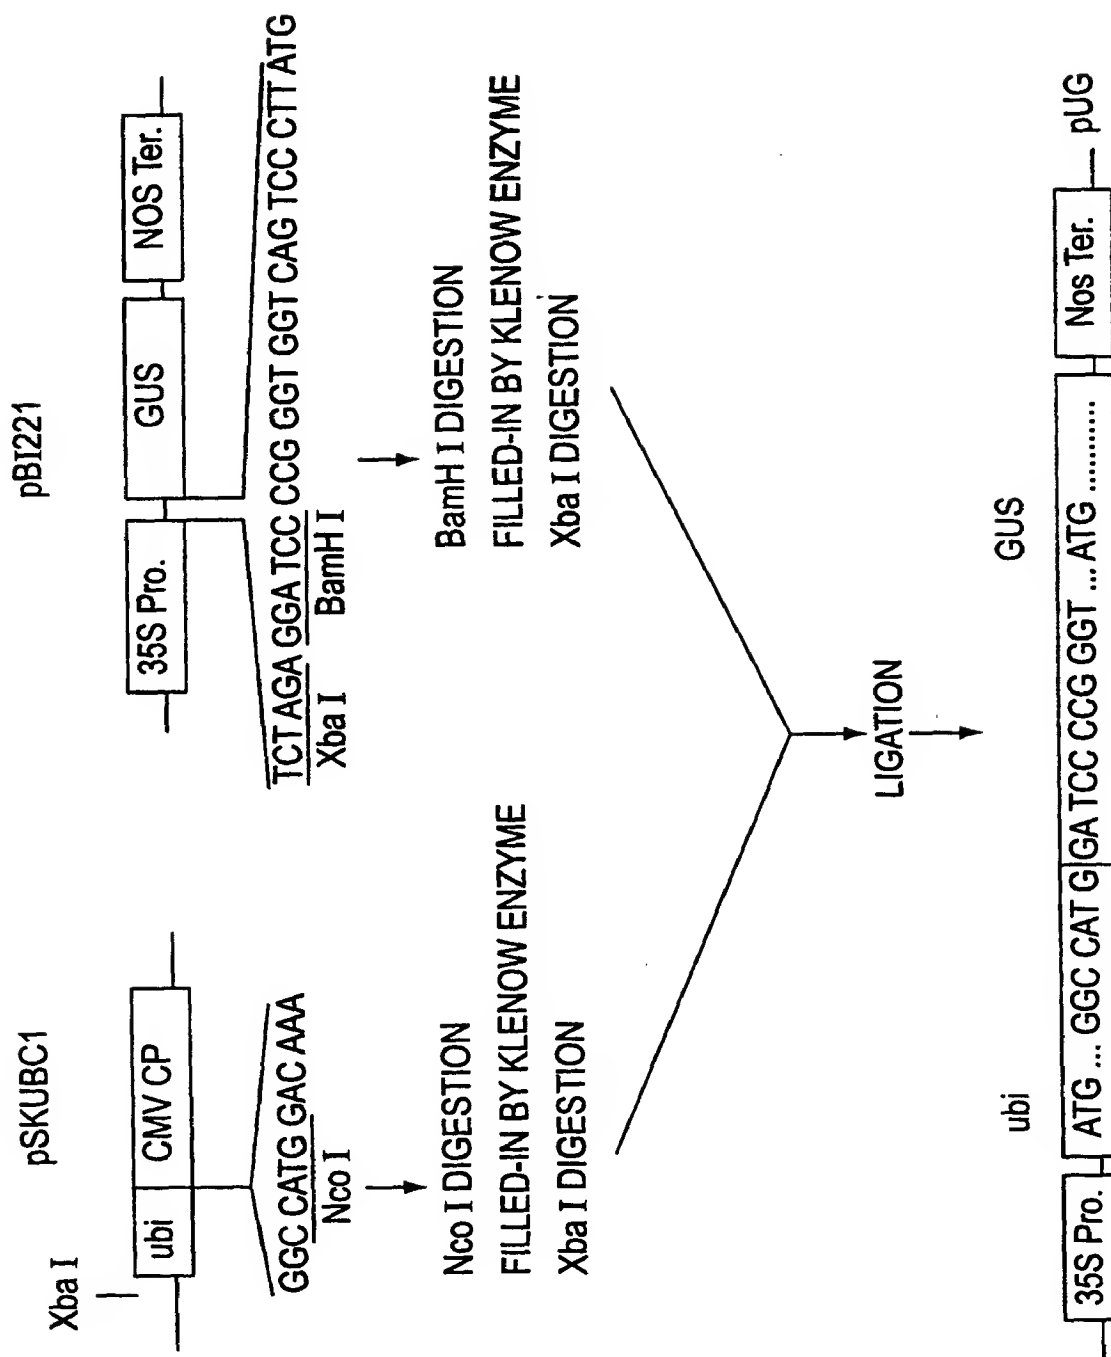 pSKUBC1
Xba I
ubi
CMV CP
GGC CATG GAC AAA
Nco I
Nco I DIGESTION
FILLED-IN BY KLENOW ENZYME
Xba I DIGESTION
pBI221
35S Pro.
GUS
NOS Ter.
TCT AGA GGA TCC CCG GGT GGT CAG TCC CTT ATG
Xba I
BamH I
BamH I DIGESTION
FILLED-IN BY KLENOW ENZYME
Xba I DIGESTION
LIGATION
ubi
GUS
35S Pro.
ATG ... GGC CAT G
GA TCC CCG GGT ... ATG ............
Nos Ter.
pUG